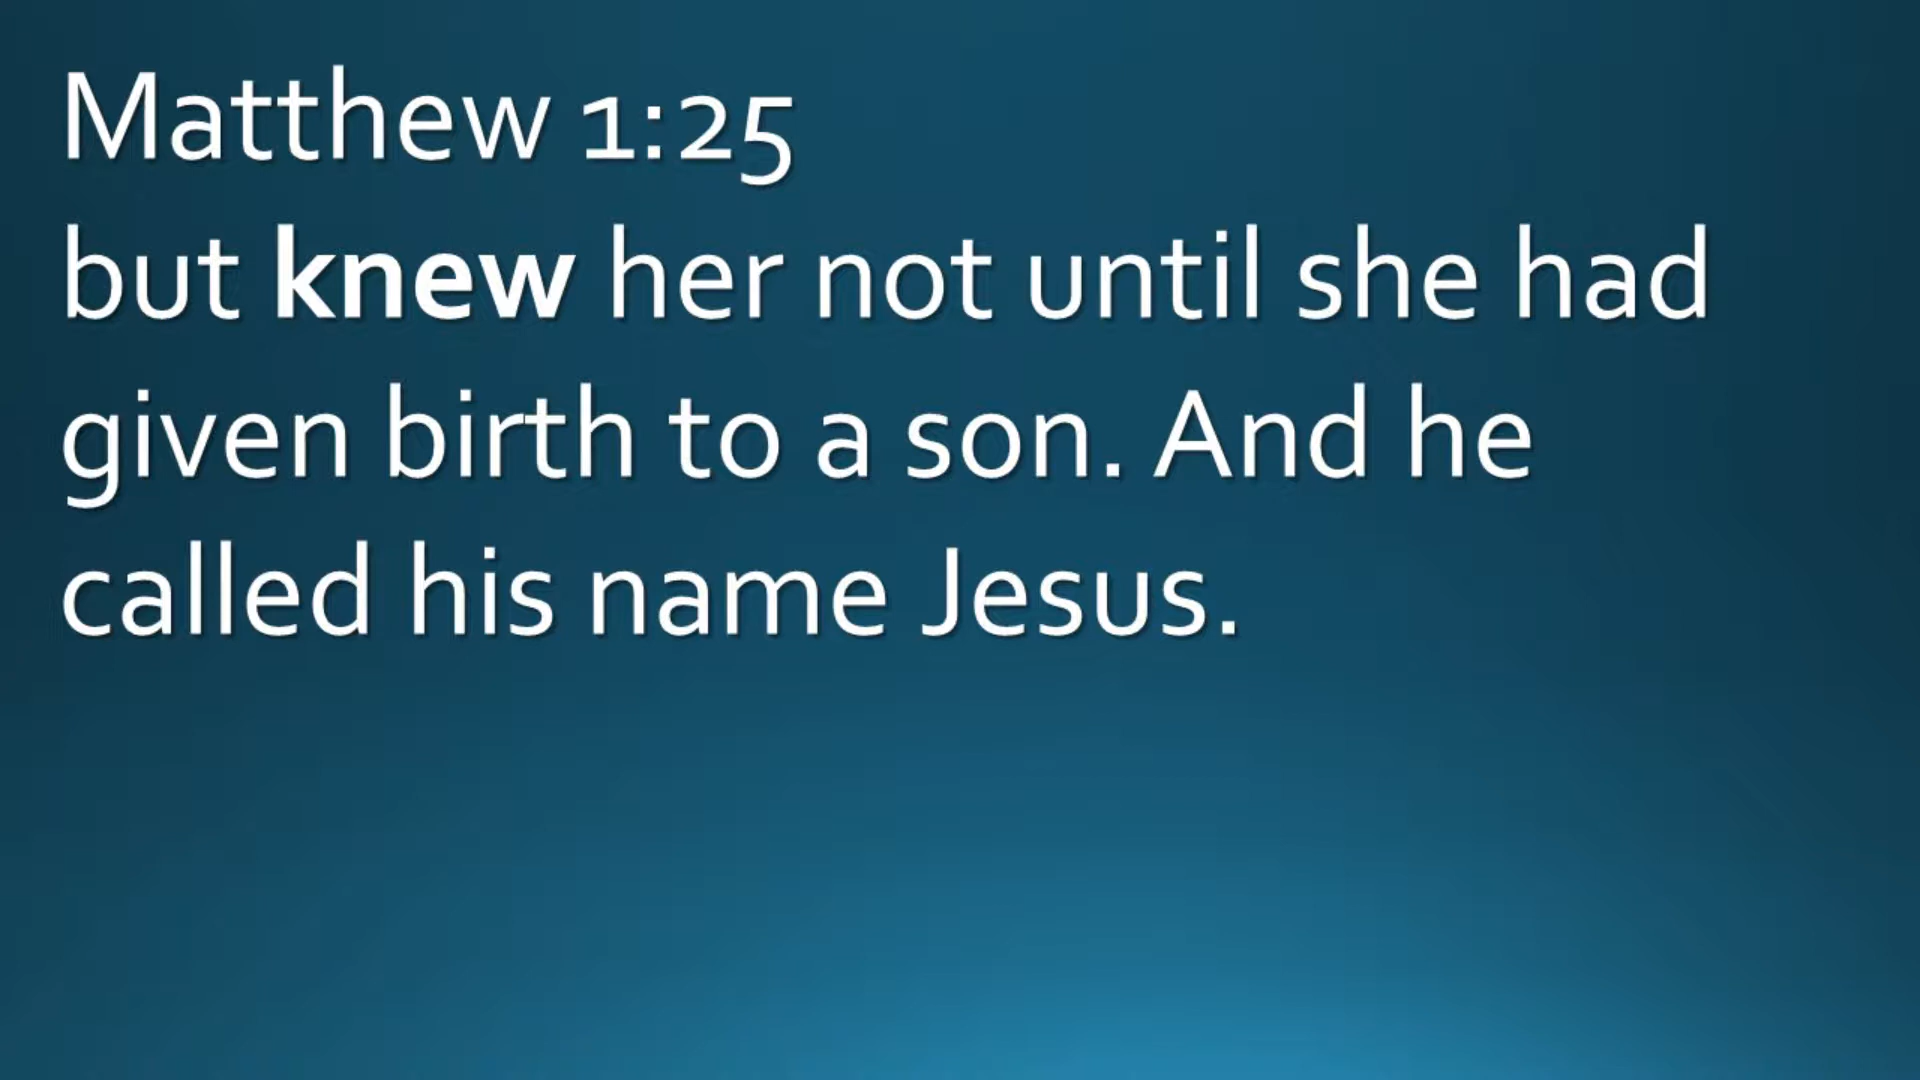 Matthew 1:25
but knew her not until she had
given birth to a son. And he
called his name Jesus.